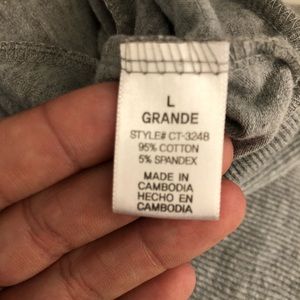 L
GRANDE
STYLE# CT-324B
95% COTTON
5% SPANDEX
MADE IN
CAMBODIA
HECHO EN
CAMBODIA